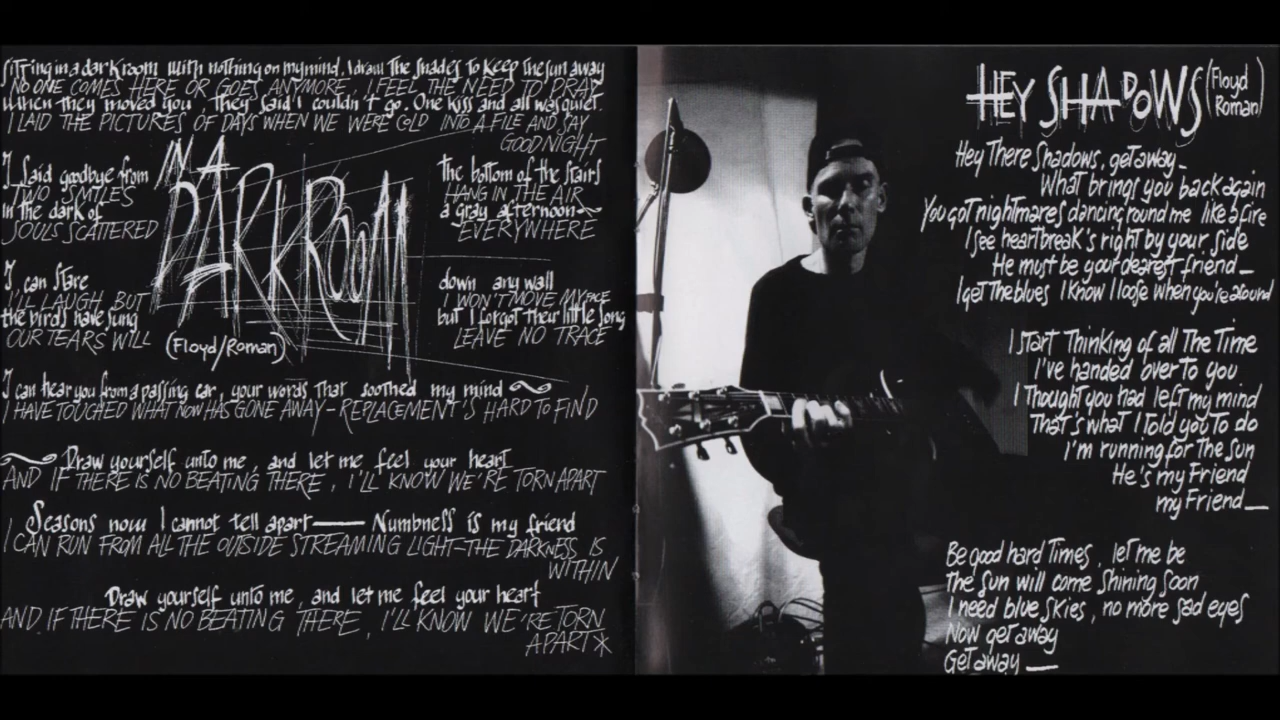 Sitting in a dark room with nothing on my mind, I draw the shades to keep the sun away
NO ONE COMES HERE OR GOES ANYMORE, I FEEL THE NEED TO PRAY
When they moved you, they said I couldn't go. One kiss and all was quiet.
I LAID THE PICTURES OF DAYS WHEN WE WERE COLD INTO A FILE AND SAY
GOOD NIGHT
I said goodbye from the bottom of the stairs
TWO SMILES HANG IN THE AIR
in the dark of a gray afternoon
SOULS SCATTERED EVERYWHERE
IN A
DARKROOM
I can stare down any wall
I'LL LAUGH BUT I WON'T MOVE MY FACE
the birds have sung but I forgot their little song
OUR TEARS WILL LEAVE NO TRACE
(Floyd/Roman)
I can hear you from a passing car, your words that soothed my mind
I HAVE TOUCHED WHAT NOW HAS GONE AWAY - REPLACEMENT'S HARD TO FIND
Draw yourself unto me, and let me feel your heart
AND IF THERE IS NO BEATING THERE, I'LL KNOW WE'RE TORN APART
Seasons now I cannot tell apart — Numbness is my friend
I CAN RUN FROM ALL THE OUTSIDE STREAMING LIGHT - THE DARKNESS IS
WITHIN
Draw yourself unto me, and let me feel your heart
AND IF THERE IS NO BEATING THERE, I'LL KNOW WE'RE TORN
APART*
HEY SHADOWS (Floyd
Roman)
Hey There Shadows, get away -
What brings you back again
You got nightmares dancing round me like a fire
I see heartbreak's right by your side
He must be your dearest friend -
I get The blues I know I loose when you're around
I start Thinking of all The Time
I've handed over To you
I Thought you had left my mind
That's what I Told you To do
I'm running for The sun
He's my Friend
my Friend —
Be good hard Times, let me be
The sun will come shining soon
I need blue skies, no more sad eyes
Now get away
Get away —